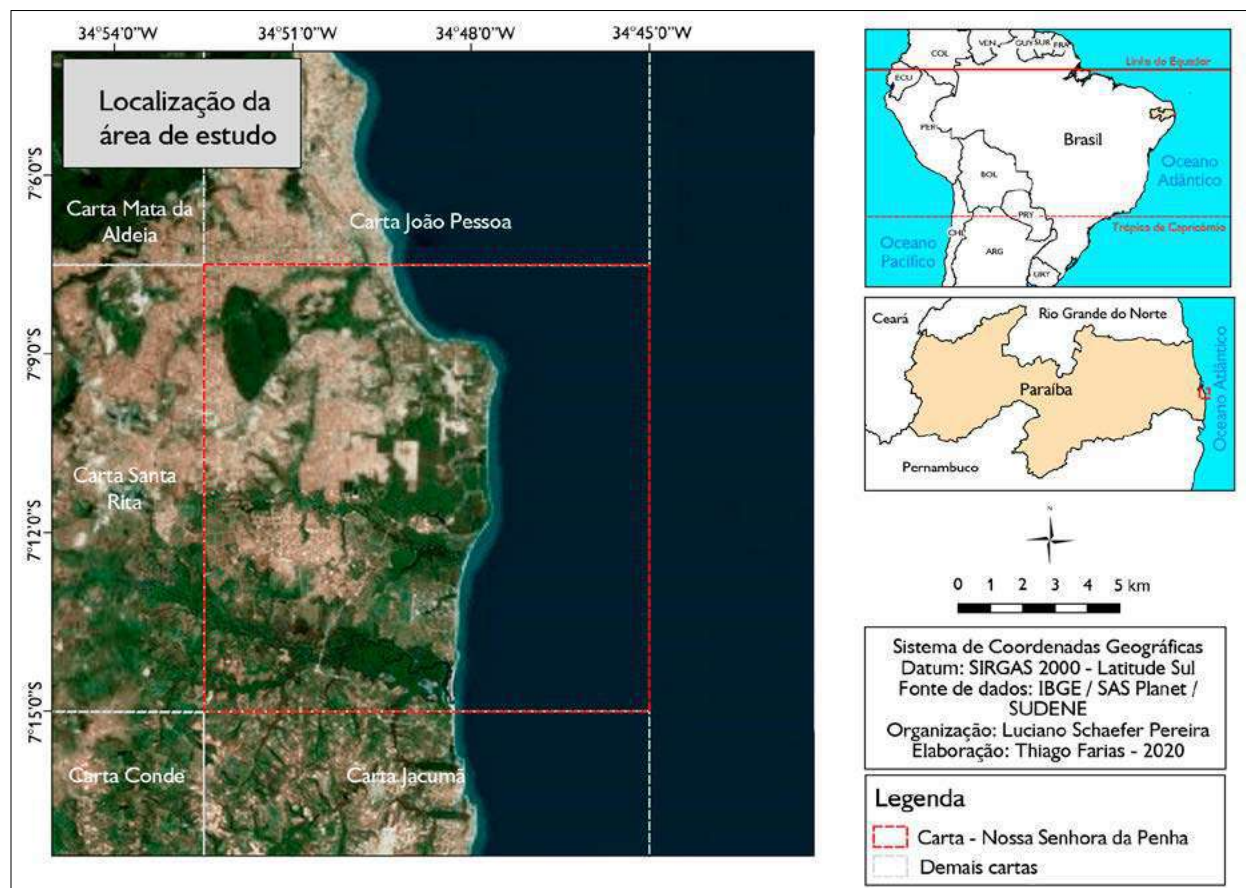 34°54'0"W
34°51'0"W
34°48'0"W
34°45'0"W
Localização da
área de estudo
7°6'0"S
7°9'0"S
7°12'0"S
7°15'0"S
Carta Mata da
Aldeia
Carta João Pessoa
Carta Santa
Rita
Carta Conde
Carta Jacumã
COL
VEN
GUY
SUR
FRA
Linha do Equador
ECU
PER
Brasil
BOL
Oceano
Atlântico
PRY
Trópico de Capricórnio
CHL
Oceano
Pacífico
ARG
URY
Ceará
Rio Grande do Norte
Paraíba
Oceano Atlântico
Pernambuco
N
0 1 2 3 4 5 km
Sistema de Coordenadas Geográficas
Datum: SIRGAS 2000 - Latitude Sul
Fonte de dados: IBGE / SAS Planet /
SUDENE
Organização: Luciano Schaefer Pereira
Elaboração: Thiago Farias - 2020
Legenda
Carta - Nossa Senhora da Penha
Demais cartas